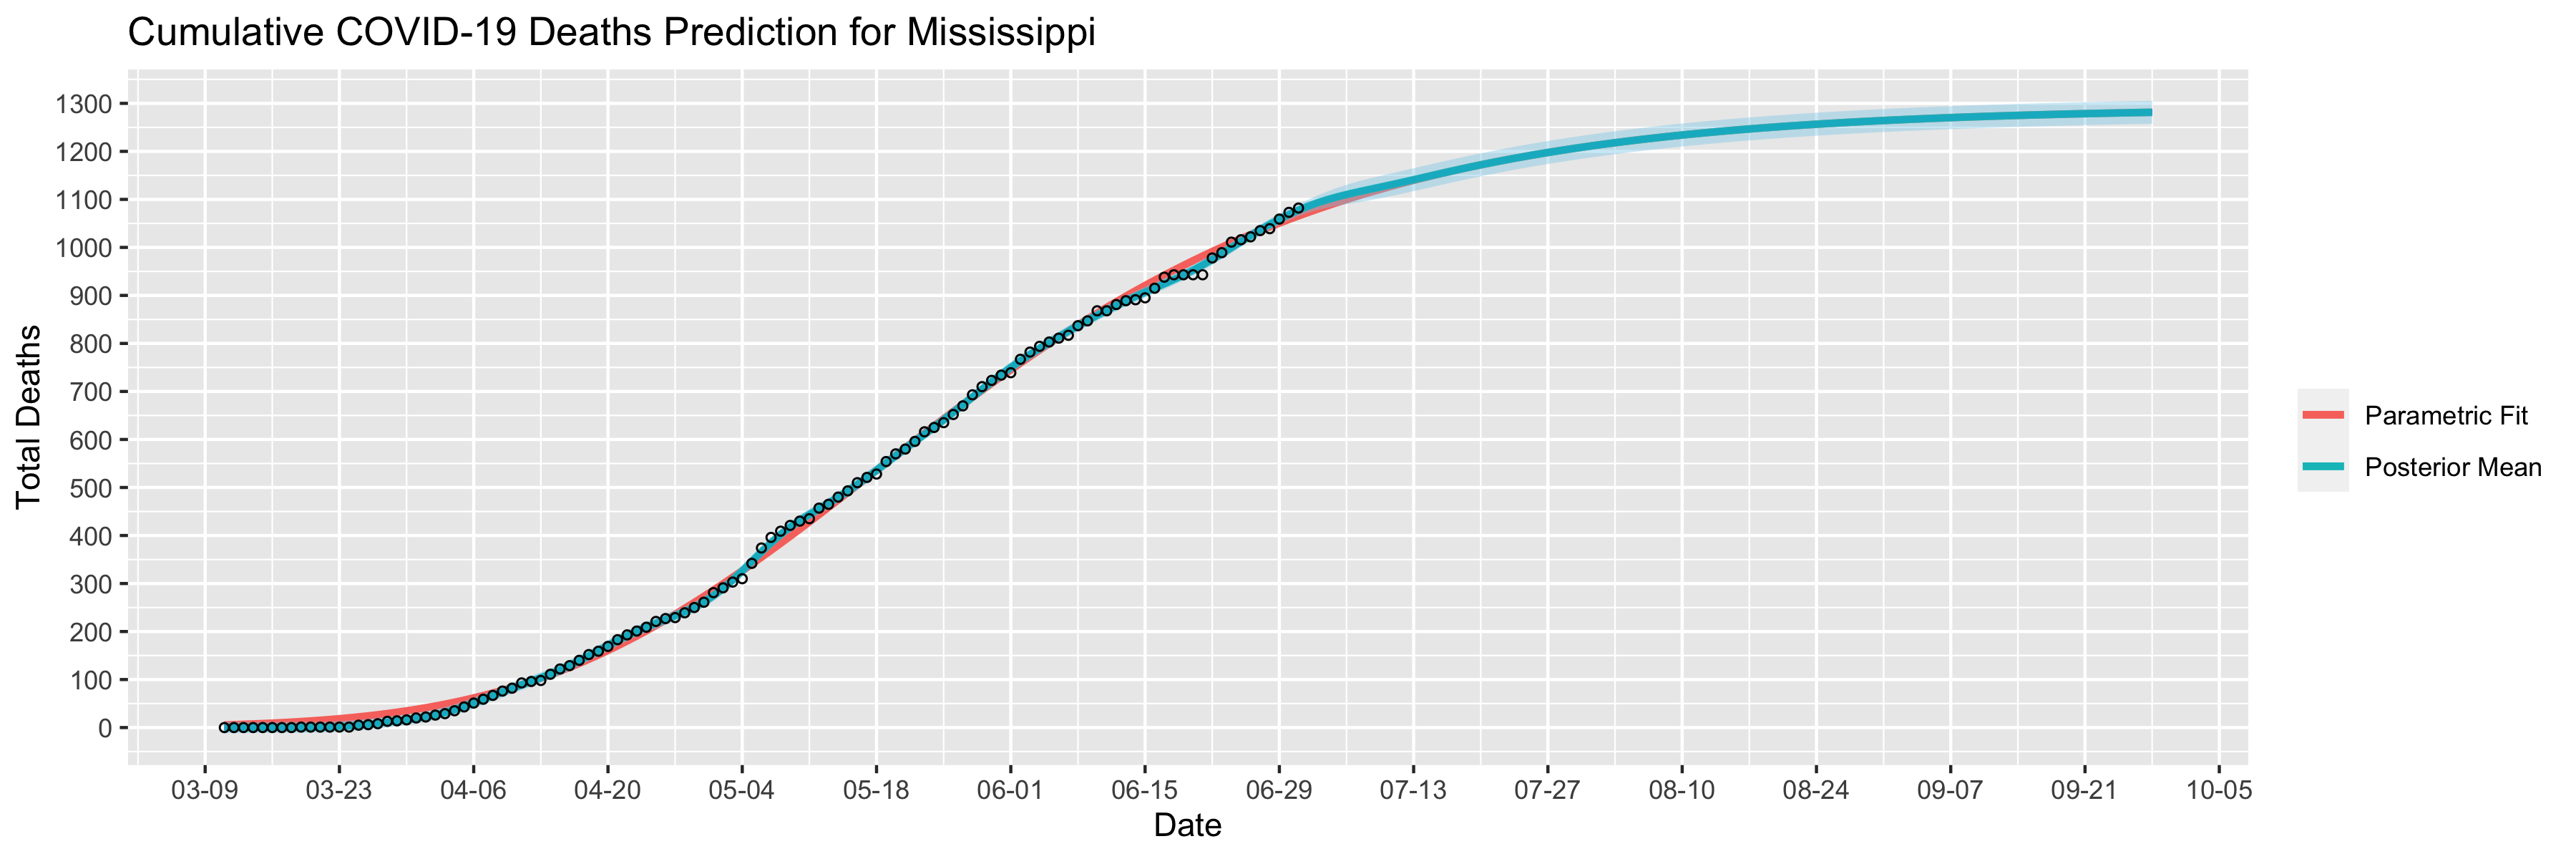 Cumulative COVID-19 Deaths Prediction for Mississippi
1300
1200
1100
1000
900
800
700
600
500
400
300
200
100
0
Total Deaths
03-09 03-23 04-06 04-20 05-04 05-18 06-01 06-15 06-29 07-13 07-27 08-10 08-24 09-07 09-21 10-05
Date
Parametric Fit
Posterior Mean